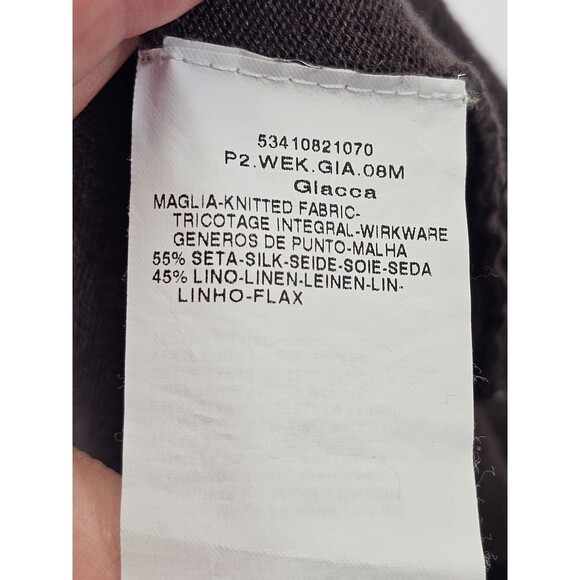 53410821070
P2.WEK.GIA.08M
Giacca
MAGLIA-KNITTED FABRIC-
TRICOTAGE INTEGRAL-WIRKWARE
GENEROS DE PUNTO-MALHA
55% SETA-SILK-SEIDE-SOIE-SEDA
45% LINO-LINEN-LEINEN-LIN-
LINHO-FLAX